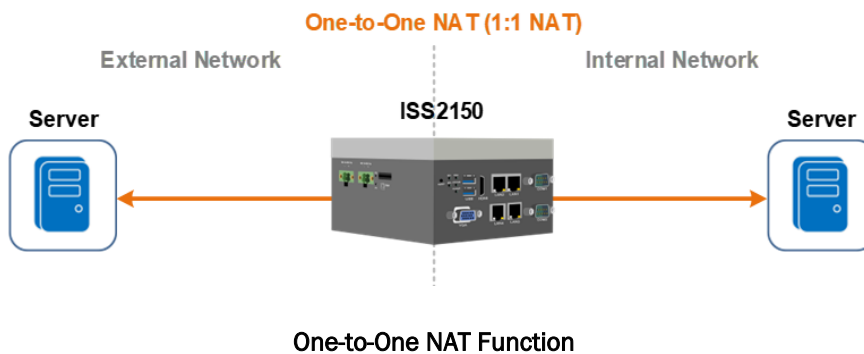 One-to-One NAT (1:1 NAT)
External Network
Internal Network
Server
ISS2150
Server
One-to-One NAT Function